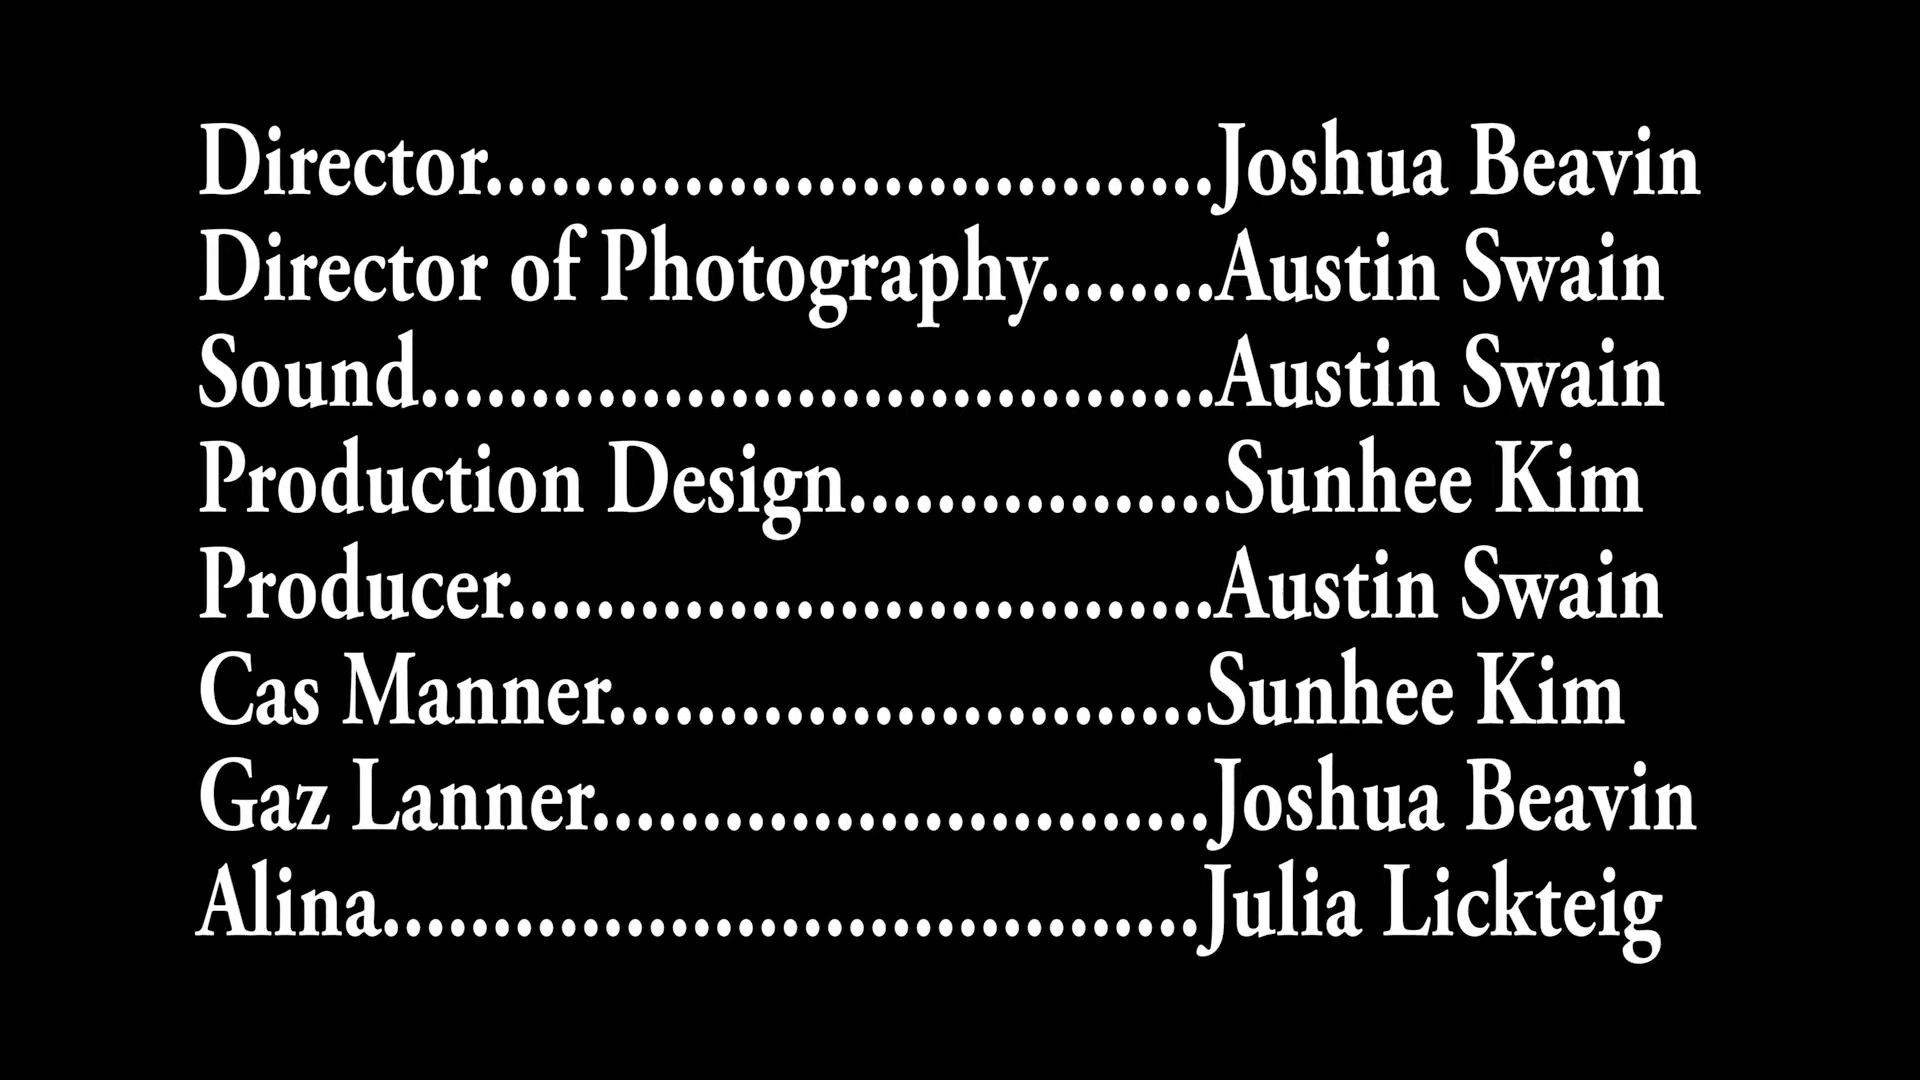 Director.................................Joshua Beavin
Director of Photography........Austin Swain
Sound....................................Austin Swain
Production Design.................Sunhee Kim
Producer................................Austin Swain
Cas Manner...........................Sunhee Kim
Gaz Lanner............................Joshua Beavin
Alina.....................................Julia Lickteig